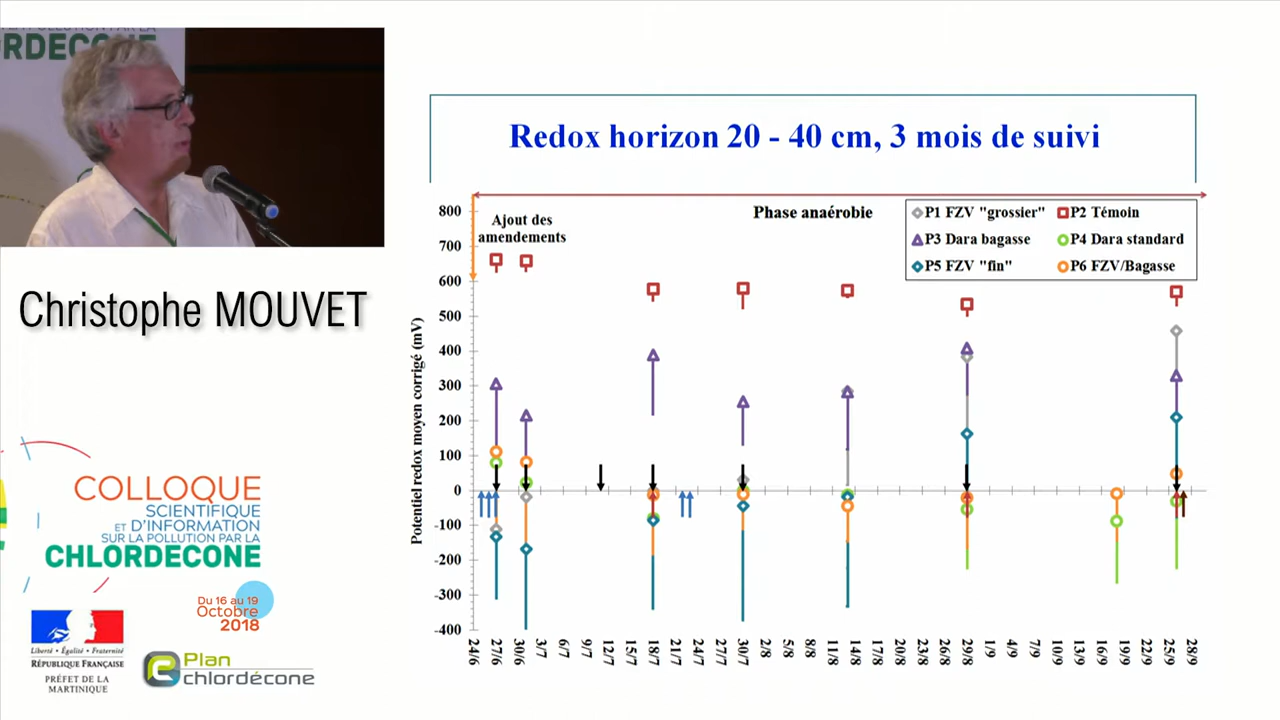 CHLORDECONE
Redox horizon 20 - 40 cm, 3 mois de suivi
Christophe MOUVET
Ajout des
amendements
Phase anaérobie
P1 FZV "grossier"
P2 Témoin
P3 Dara bagasse
P4 Dara standard
P5 FZV "fin"
P6 FZV/Bagasse
Potentiel redox moyen corrigé (mV)
800
700
600
500
400
300
200
100
0
-100
-200
-300
-400
24/6
27/6
30/6
3/7
6/7
9/7
12/7
15/7
18/7
21/7
24/7
27/7
30/7
2/8
5/8
8/8
11/8
14/8
17/8
20/8
23/8
26/8
29/8
1/9
4/9
7/9
10/9
13/9
16/9
19/9
22/9
25/9
28/9
COLLOQUE
SCIENTIFIQUE
ET D'INFORMATION
SUR LA POLLUTION PAR LA
CHLORDECONE
Du 16 au 19
Octobre
2018
Liberté • Égalité • Fraternité
RÉPUBLIQUE FRANÇAISE
PRÉFET DE LA
MARTINIQUE
Plan
chlordécone